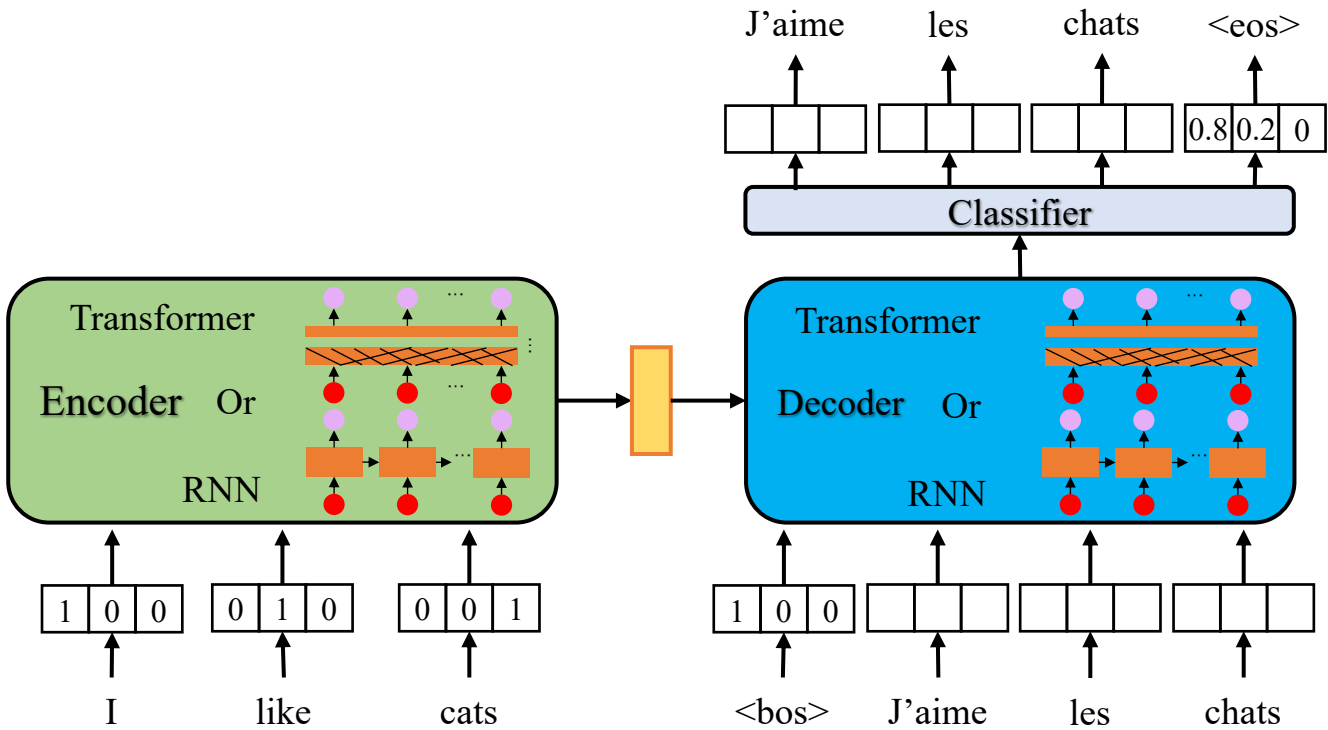 J’aime les chats <eos>
0.8 0.2 0
Classifier
Transformer
...
Encoder Or
...
...
RNN
...
Transformer
...
Decoder Or
...
RNN
...
1 0 0 0 1 0 0 0 1
1 0 0
I like cats
<bos> J’aime les chats